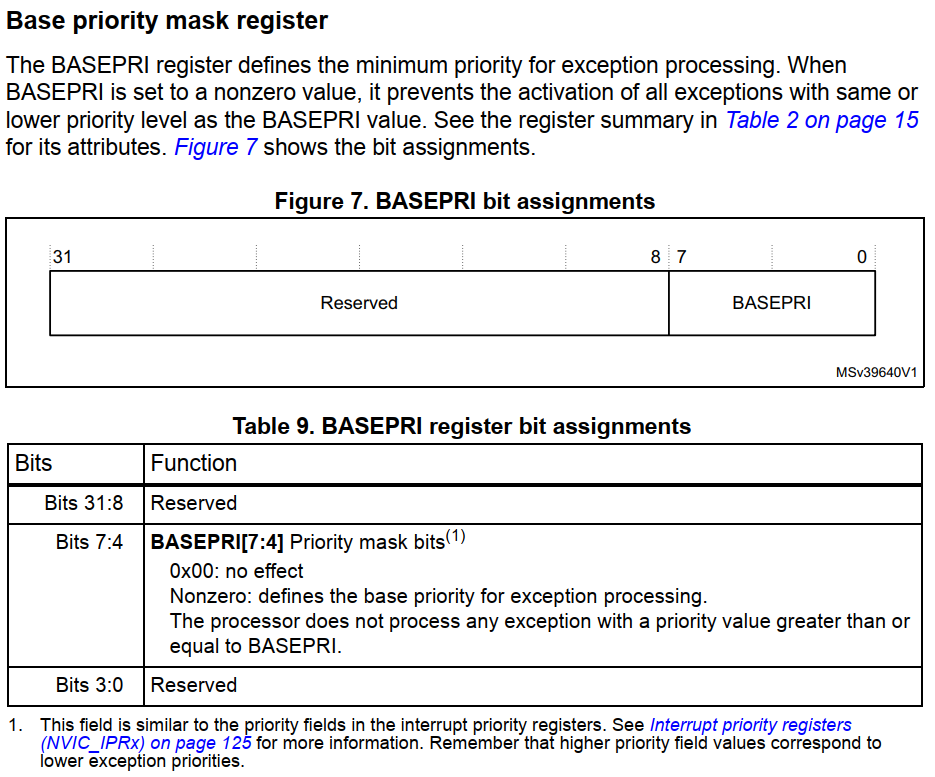 Base priority mask register
The BASEPRI register defines the minimum priority for exception processing. When
BASEPRI is set to a nonzero value, it prevents the activation of all exceptions with same or
lower priority level as the BASEPRI value. See the register summary in Table 2 on page 15
for its attributes. Figure 7 shows the bit assignments.
Figure 7. BASEPRI bit assignments
31 8 7 0
Reserved BASEPRI
MSv39640V1
Table 9. BASEPRI register bit assignments
Bits Function
Bits 31:8 Reserved
Bits 7:4 BASEPRI[7:4] Priority mask bits(1)
0x00: no effect
Nonzero: defines the base priority for exception processing.
The processor does not process any exception with a priority value greater than or
equal to BASEPRI.
Bits 3:0 Reserved
1. This field is similar to the priority fields in the interrupt priority registers. See Interrupt priority registers
(NVIC_IPRx) on page 125 for more information. Remember that higher priority field values correspond to
lower exception priorities.